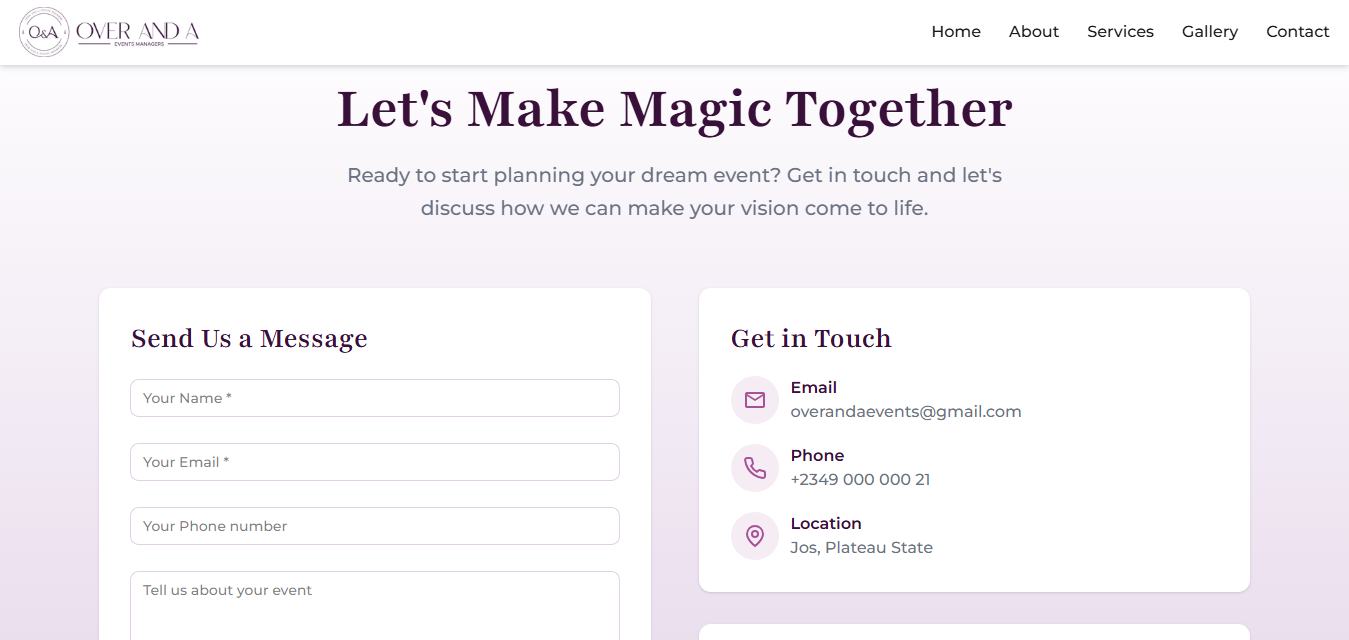 O&A
OVER AND A
EVENTS MANAGERS
Home
About
Services
Gallery
Contact
Let's Make Magic Together
Ready to start planning your dream event? Get in touch and let's
discuss how we can make your vision come to life.
Send Us a Message
Your Name *
Your Email *
Your Phone number
Tell us about your event
Get in Touch
Email
overandaevents@gmail.com
Phone
+2349 000 000 21
Location
Jos, Plateau State